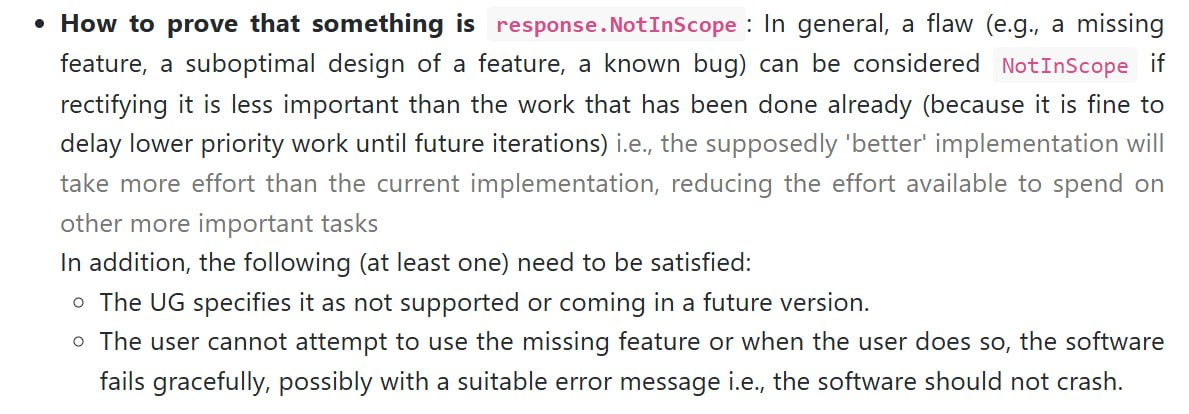 • How to prove that something is response.NotInScope: In general, a flaw (e.g., a missing
feature, a suboptimal design of a feature, a known bug) can be considered NotInScope if
rectifying it is less important than the work that has been done already (because it is fine to
delay lower priority work until future iterations) i.e., the supposedly 'better' implementation will
take more effort than the current implementation, reducing the effort available to spend on
other more important tasks
In addition, the following (at least one) need to be satisfied:
◦ The UG specifies it as not supported or coming in a future version.
◦ The user cannot attempt to use the missing feature or when the user does so, the software
fails gracefully, possibly with a suitable error message i.e., the software should not crash.